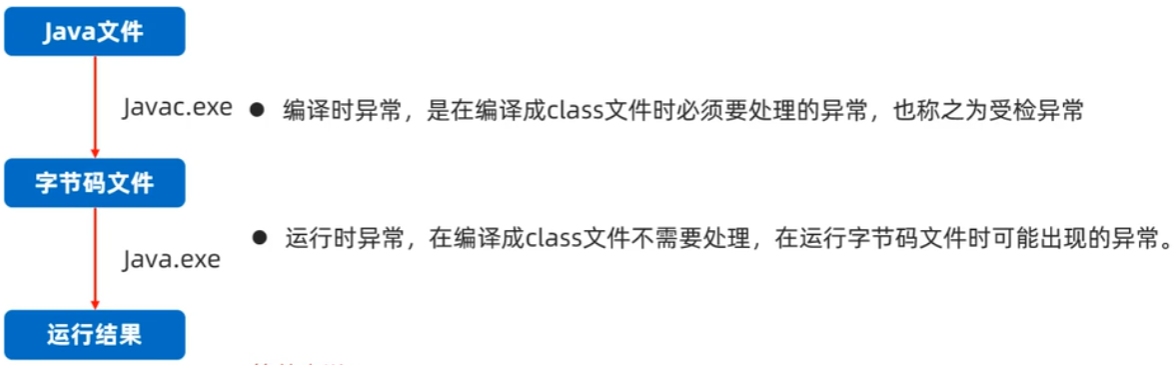 Java文件
Javac.exe
● 编译时异常，是在编译成class文件时必须要处理的异常，也称之为受检异常
字节码文件
● 运行时异常，在编译成class文件不需要处理，在运行字节码文件时可能出现的异常。
Java.exe
运行结果